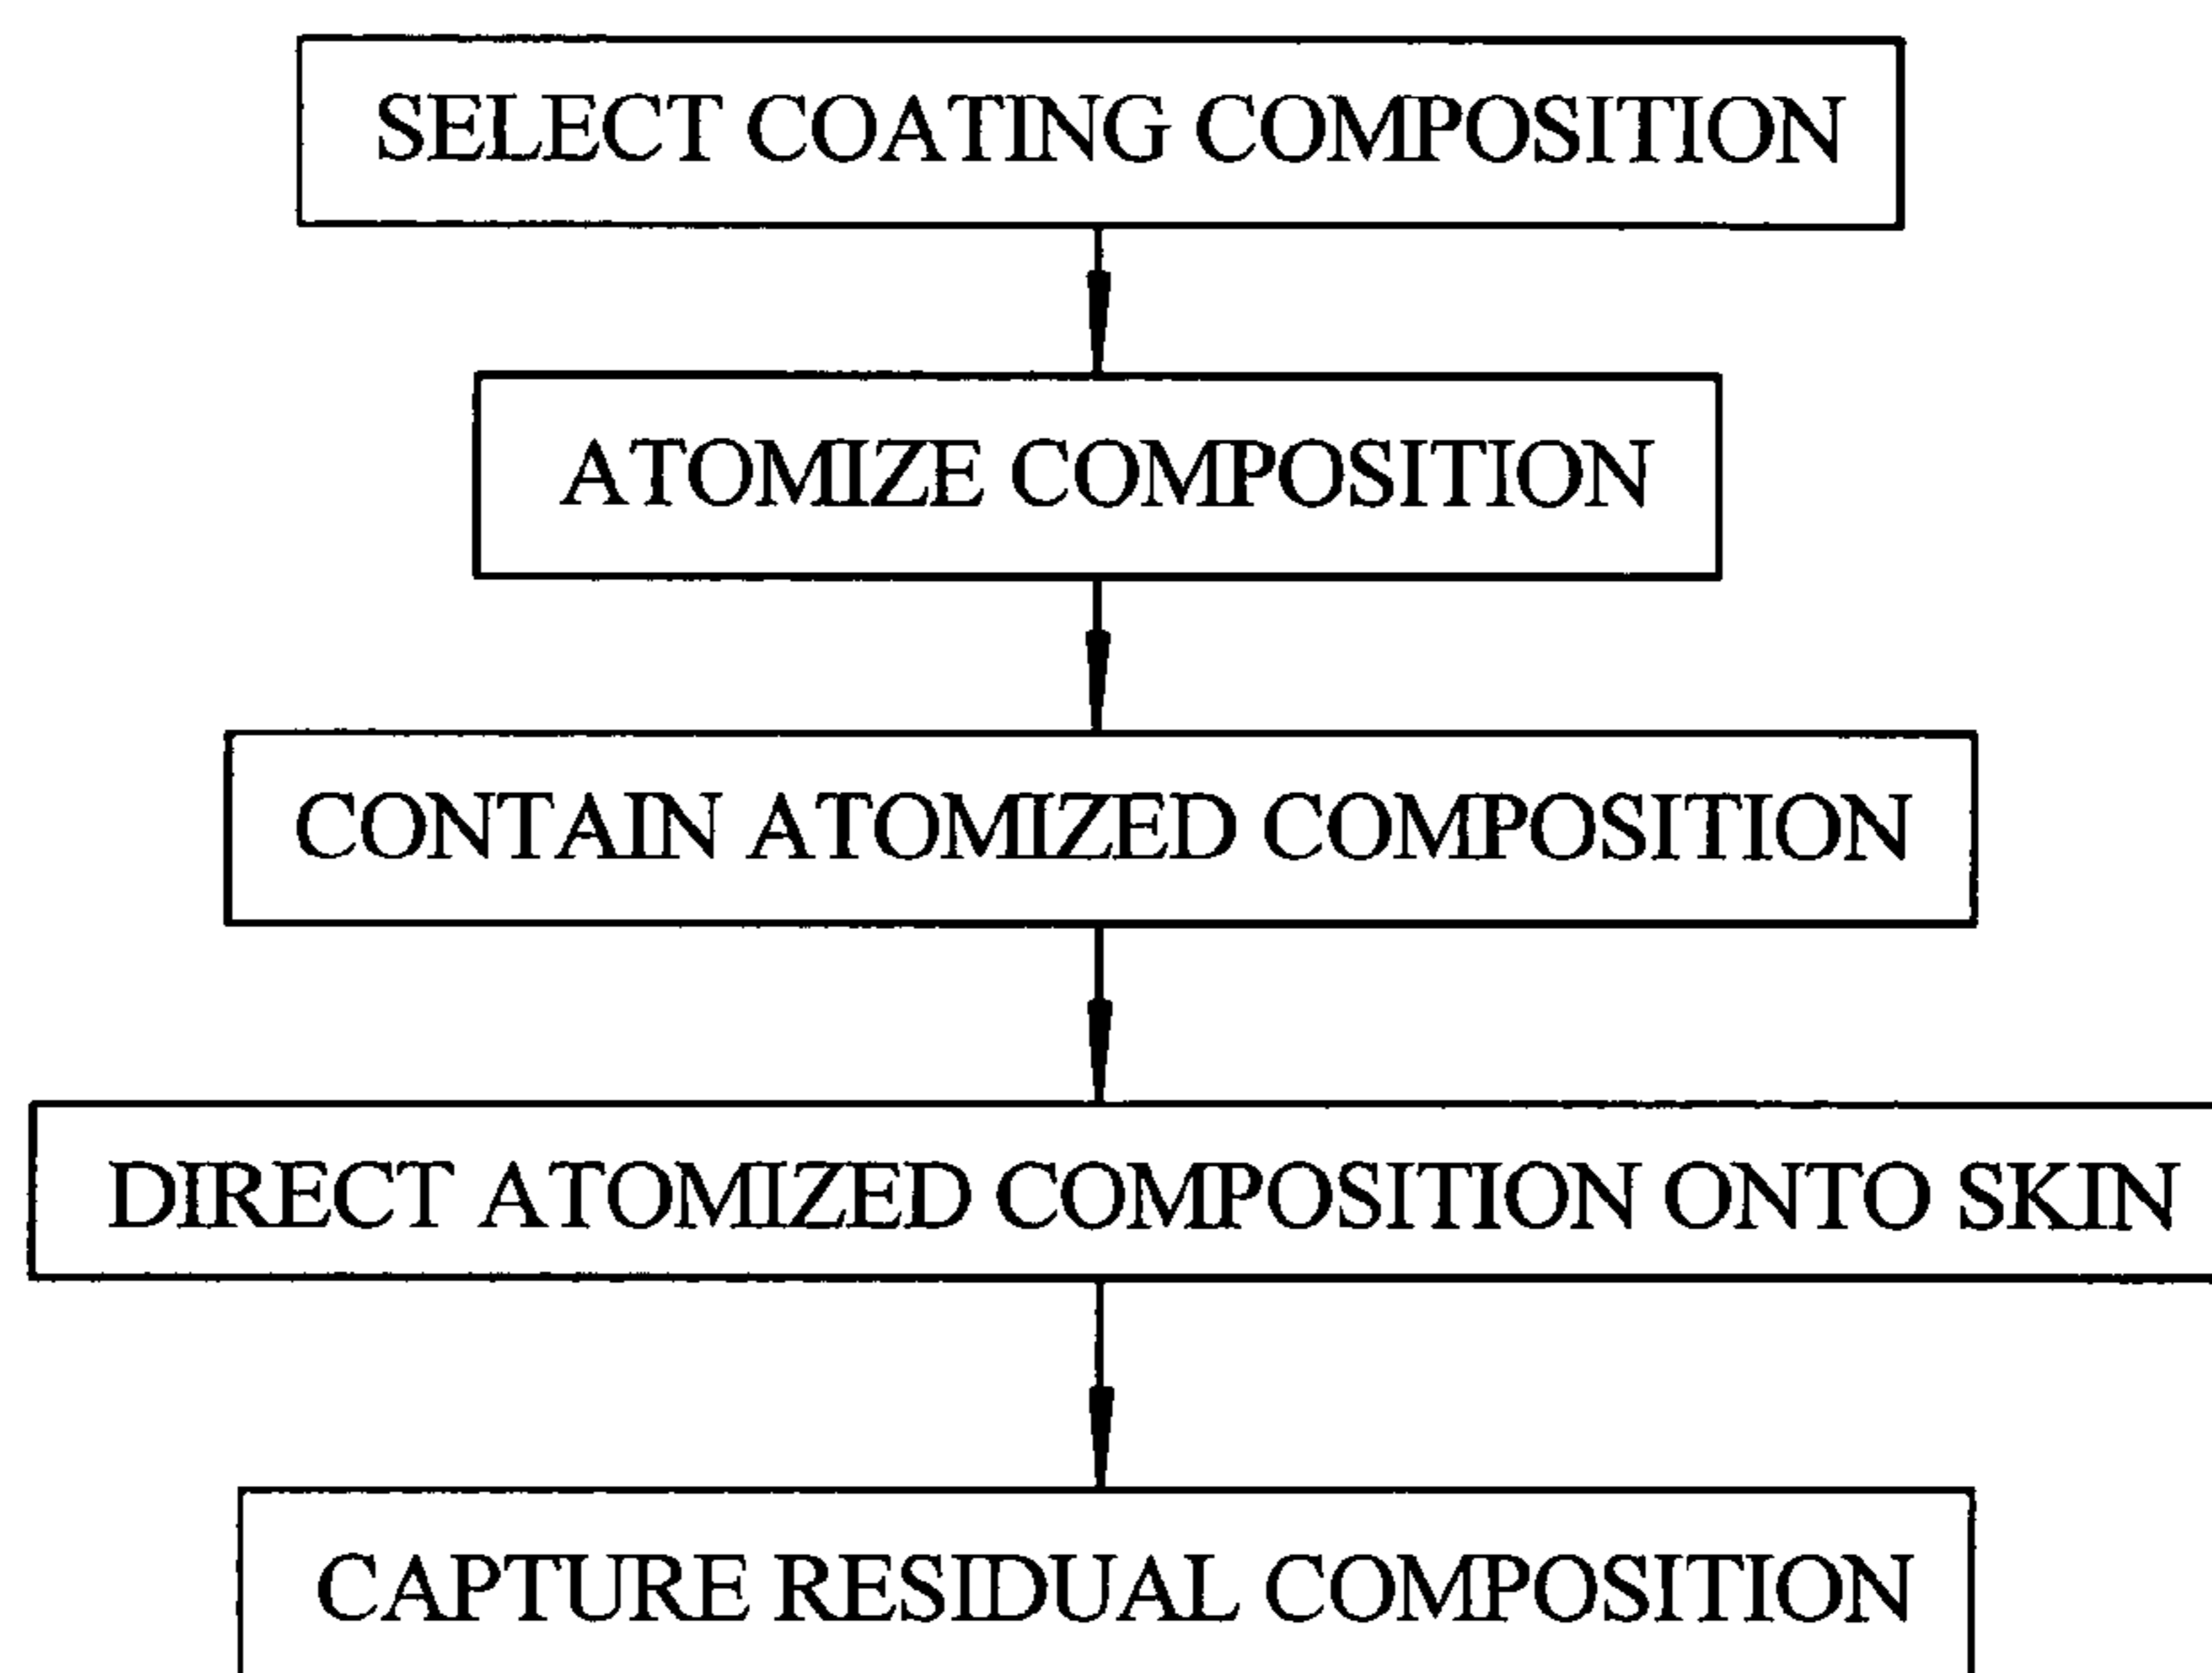 SELECT COATING COMPOSITION
ATOMIZE COMPOSITION
CONTAIN ATOMIZED COMPOSITION
DIRECT ATOMIZED COMPOSITION ONTO SKIN
CAPTURE RESIDUAL COMPOSITION